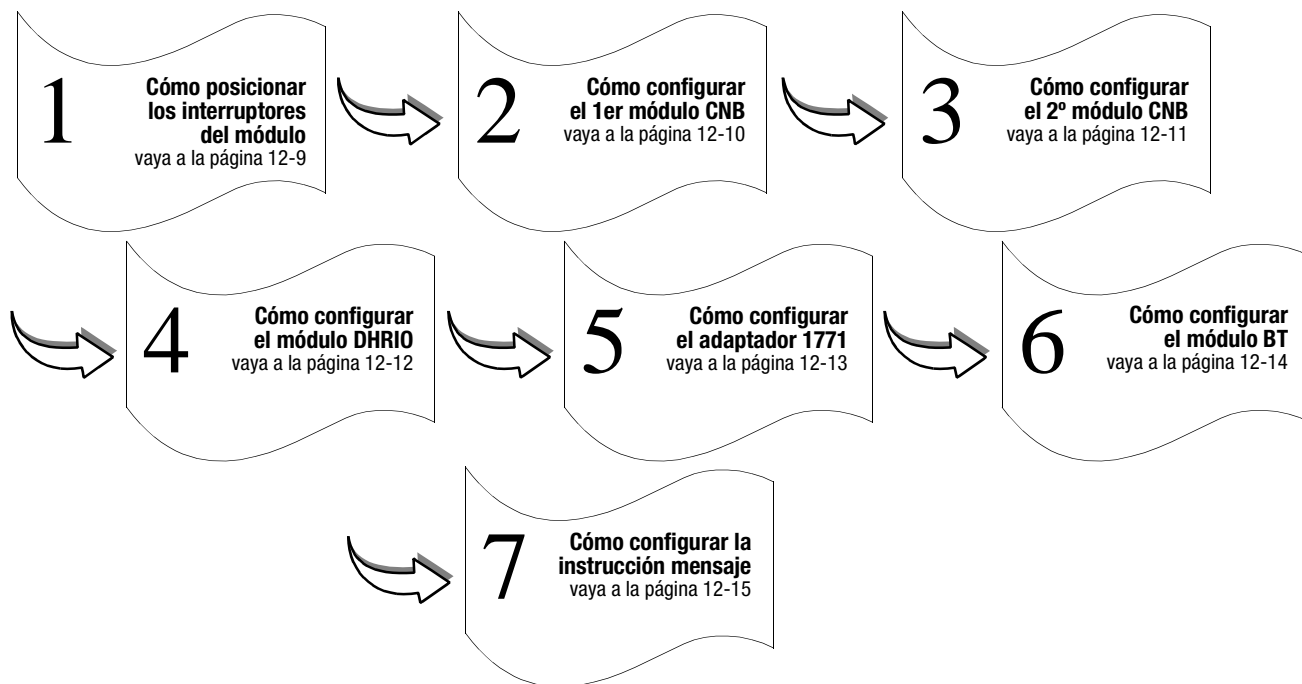 1
Cómo posicionar
los interruptores
del módulo
vaya a la página 12-9
2
Cómo configurar
el 1er módulo CNB
vaya a la página 12-10
3
Cómo configurar
el 2º módulo CNB
vaya a la página 12-11
4
Cómo configurar
el módulo DHRIO
vaya a la página 12-12
5
Cómo configurar
el adaptador 1771
vaya a la página 12-13
6
Cómo configurar
el módulo BT
vaya a la página 12-14
7
Cómo configurar la
instrucción mensaje
vaya a la página 12-15